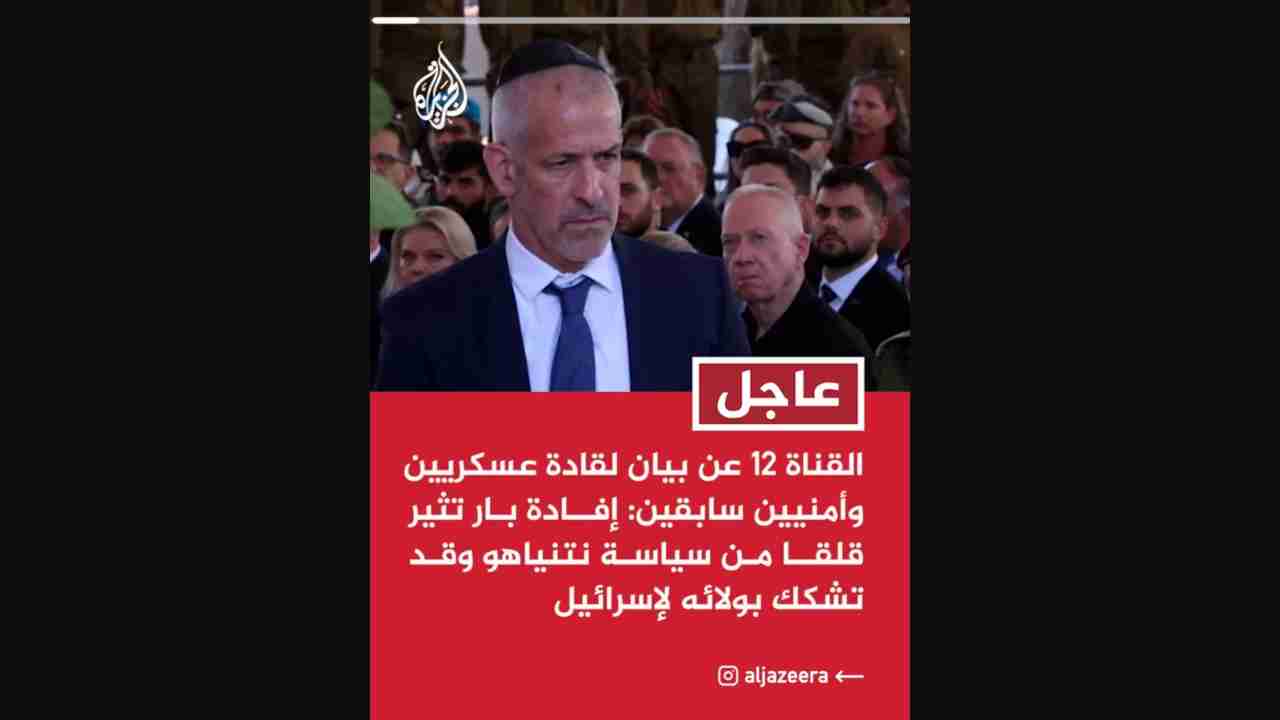 الجزيرة
عاجل
القناة 12 عن بيان لقادة عسكريين
وأمنيين سابقين: إفادة بار تثير
قلقا من سياسة نتنياهو وقد
تشكك بولائه لإسرائيل
aljazeera